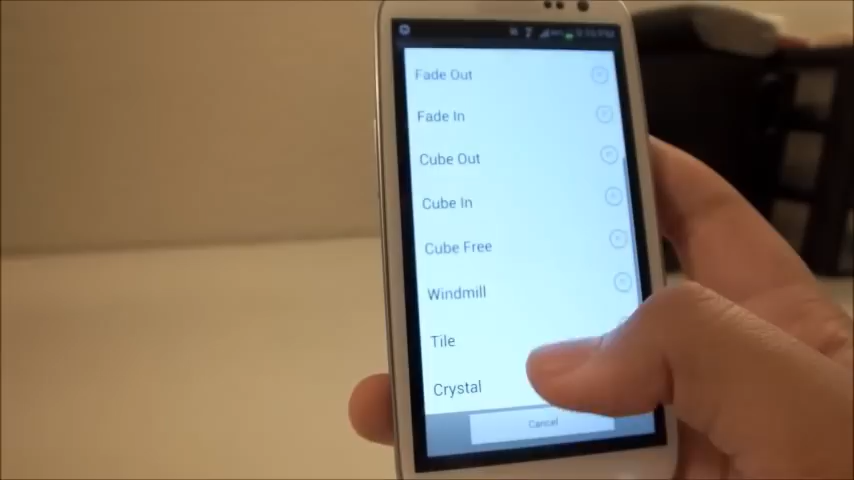 Fade Out
Fade In
Cube Out
Cube In
Cube Free
Windmill
Tile
Crystal
Cancel